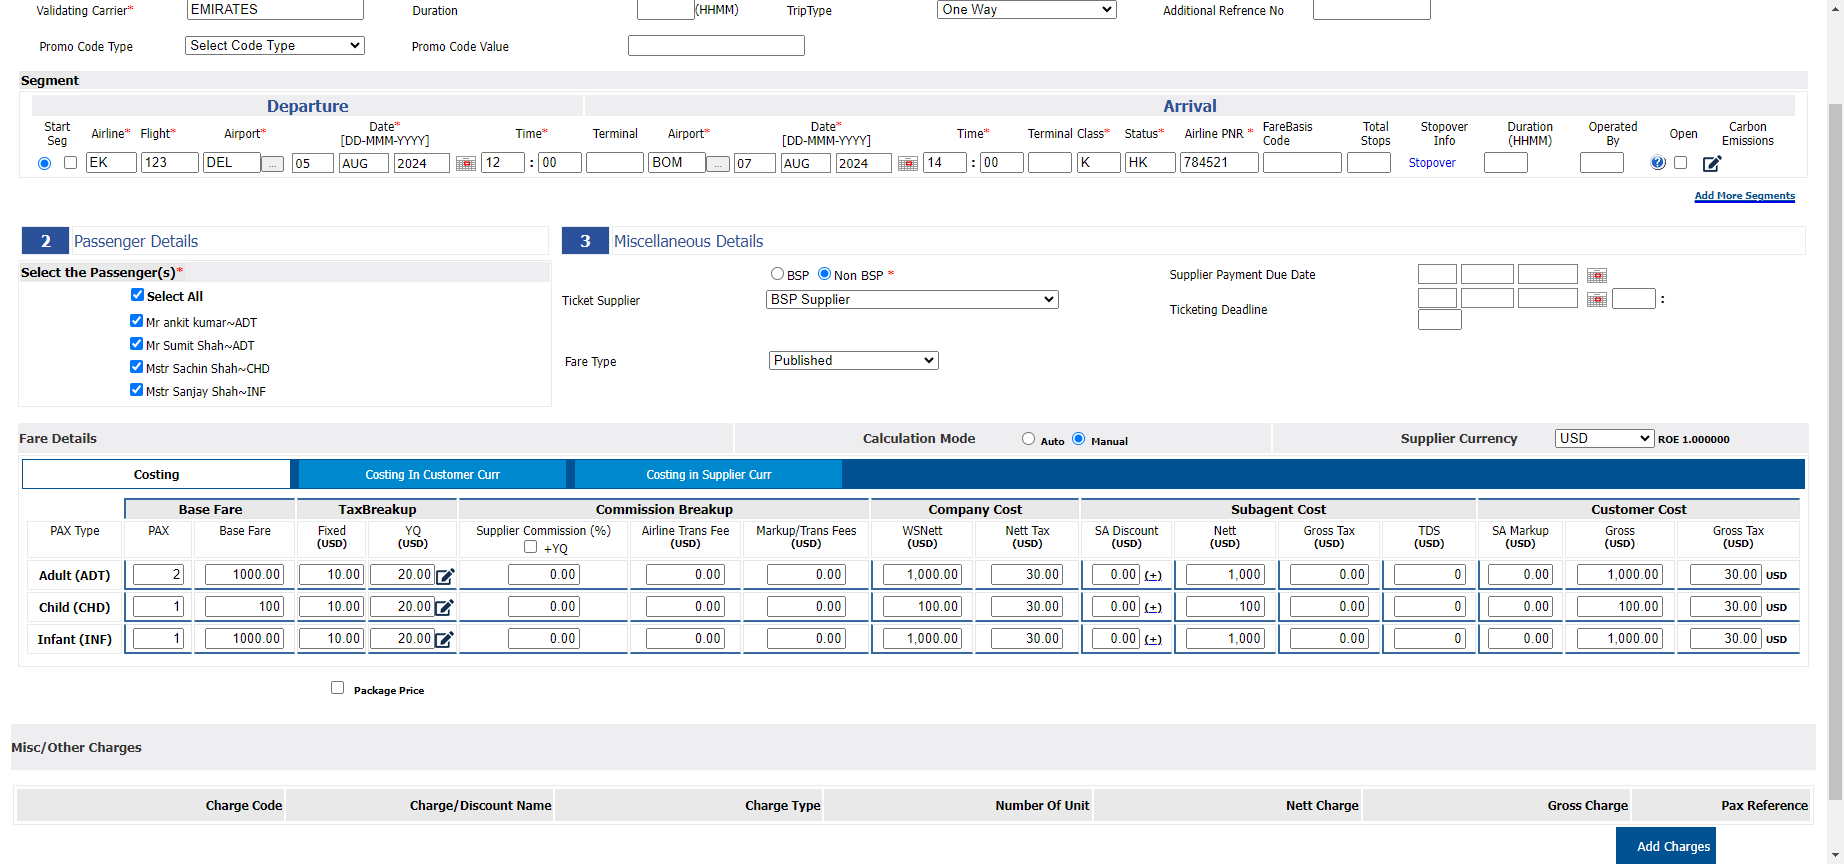 Validating Carrier* EMIRATES Duration (HHMM) TripType One Way Additional Refrence No
Promo Code Type Select Code Type Promo Code Value
Segment
Departure Arrival
Start Seg Airline* Flight* Airport* Date* [DD-MMM-YYYY] Time* Terminal Airport* Date* [DD-MMM-YYYY] Time* Terminal Class* Status* Airline PNR * FareBasis Code Total Stops Stopover Info Duration (HHMM) Operated By Open Carbon Emissions
EK 123 DEL ... 05 AUG 2024 12 : 00 BOM ... 07 AUG 2024 14 : 00 K HK 784521 Stopover ?
Add More Segments
2 Passenger Details 3 Miscellaneous Details
Select the Passenger(s)* BSP Non BSP * Supplier Payment Due Date
Select All Ticket Supplier BSP Supplier Ticketing Deadline :
Mr ankit kumar~ADT
Mr Sumit Shah~ADT
Mstr Sachin Shah~CHD Fare Type Published
Mstr Sanjay Shah~INF
Fare Details Calculation Mode Auto Manual Supplier Currency USD ROE 1.000000
Costing Costing In Customer Curr Costing in Supplier Curr
Base Fare TaxBreakup Commission Breakup Company Cost Subagent Cost Customer Cost
PAX Type PAX Base Fare Fixed (USD) YQ (USD) Supplier Commission (%) +YQ Airline Trans Fee (USD) Markup/Trans Fees (USD) WSNett (USD) Nett Tax (USD) SA Discount (USD) Nett (USD) Gross Tax (USD) TDS (USD) SA Markup (USD) Gross (USD) Gross Tax (USD)
Adult (ADT) 2 1000.00 10.00 20.00 0.00 0.00 0.00 1,000.00 30.00 0.00 (+) 1,000 0.00 0 0.00 1,000.00 30.00 USD
Child (CHD) 1 100 10.00 20.00 0.00 0.00 0.00 100.00 30.00 0.00 (+) 100 0.00 0 0.00 100.00 30.00 USD
Infant (INF) 1 1000.00 10.00 20.00 0.00 0.00 0.00 1,000.00 30.00 0.00 (+) 1,000 0.00 0 0.00 1,000.00 30.00 USD
Package Price
Misc/Other Charges
Charge Code Charge/Discount Name Charge Type Number Of Unit Nett Charge Gross Charge Pax Reference
Add Charges